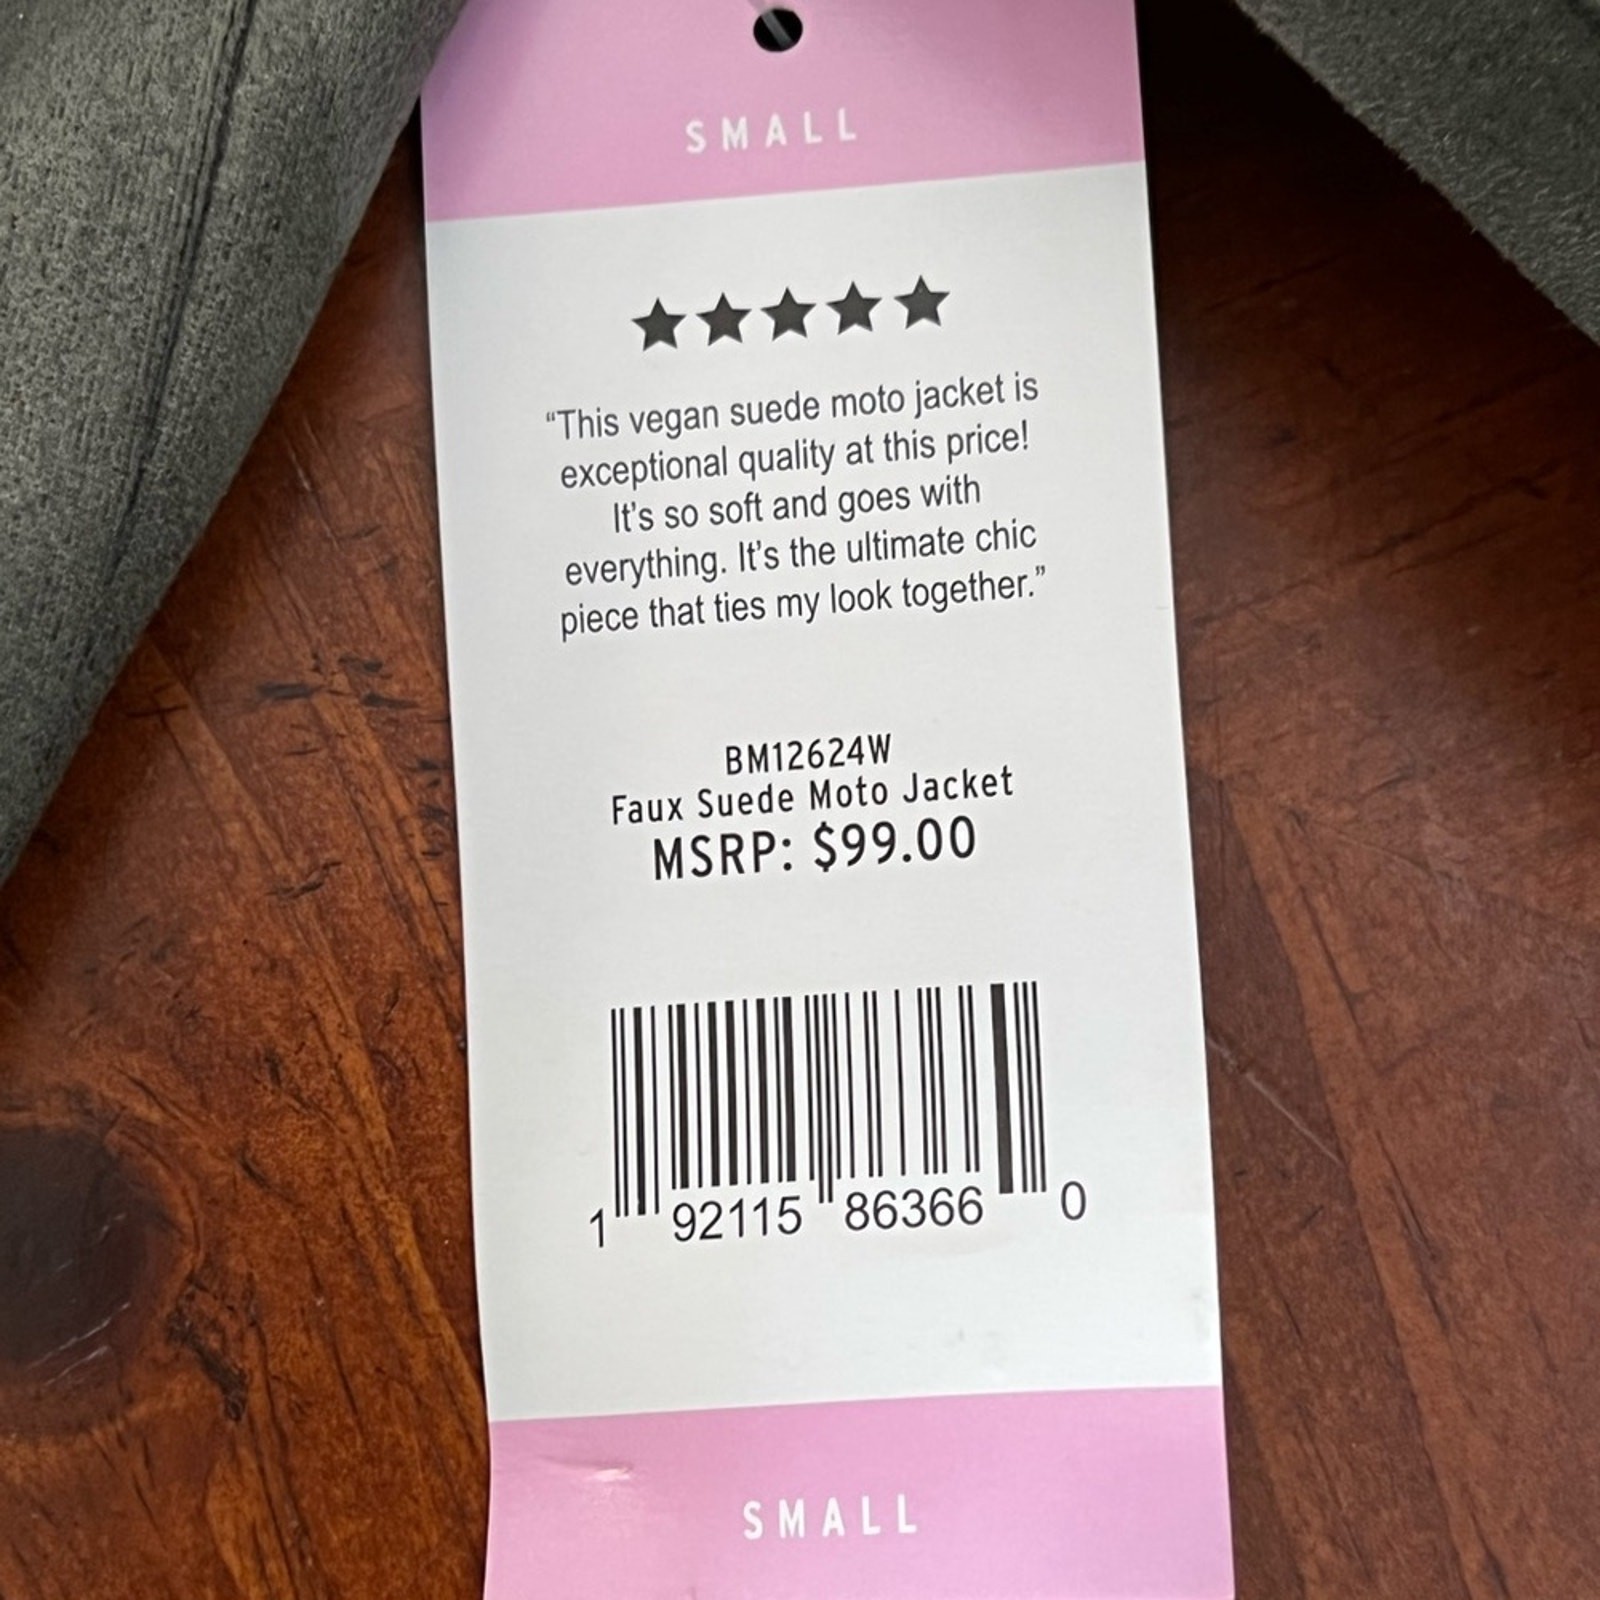 SMALL
★★★★★
“This vegan suede moto jacket is
exceptional quality at this price!
It’s so soft and goes with
everything. It’s the ultimate chic
piece that ties my look together.”
BM12624W
Faux Suede Moto Jacket
MSRP: $99.00
1 92115 86366 0
SMALL